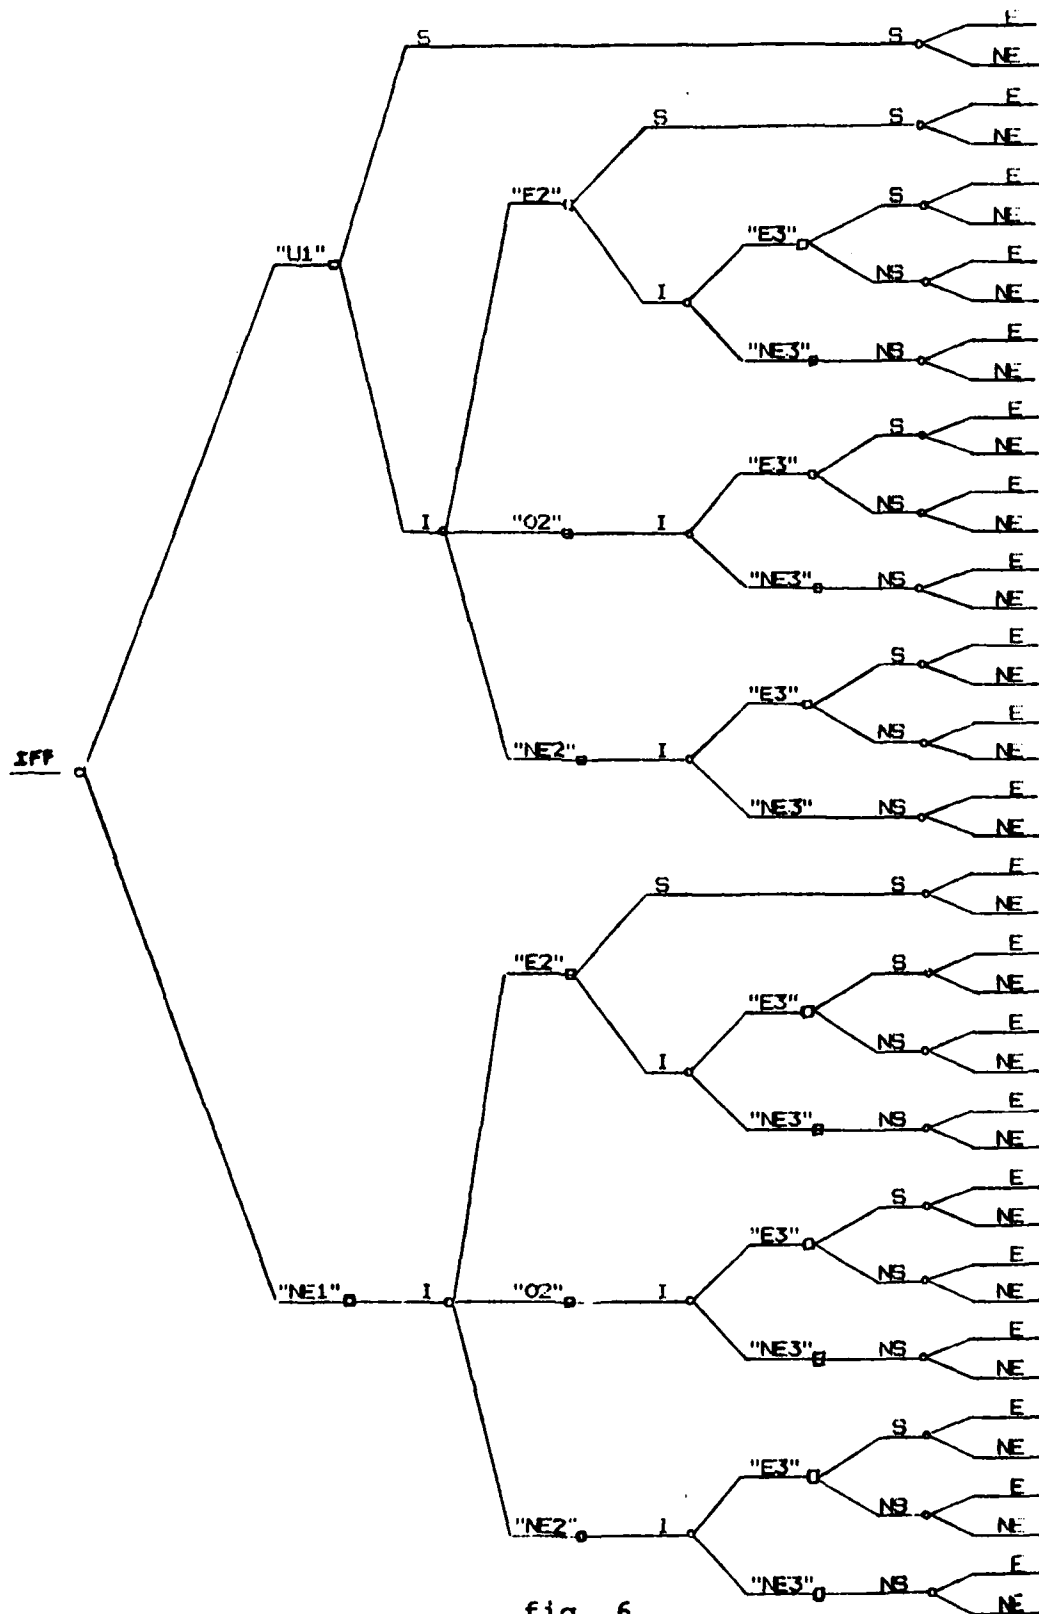 E
S S
NE
E
S S
NE
E
"E2" S
NE
"E3"
"U1" E
NS
I NE
E
"NE3" NS
NE
E
S
NE
"E3"
E
NS
I "O2" I NE
E
"NE3" NS
NE
E
S
NE
"E3"
E
NS
IFF "NE2" I NE
E
"NE3" NS
NE
E
S S
NE
E
"E2" S
NE
"E3"
E
NS
I NE
E
"NE3" NS
NE
E
S
NE
"E3"
E
NS
"NE1" I "O2" I NE
E
"NE3" NS
NE
E
S
NE
"E3"
E
NS
"NE2" I NE
E
"NE3" NS
NE
fig. 6